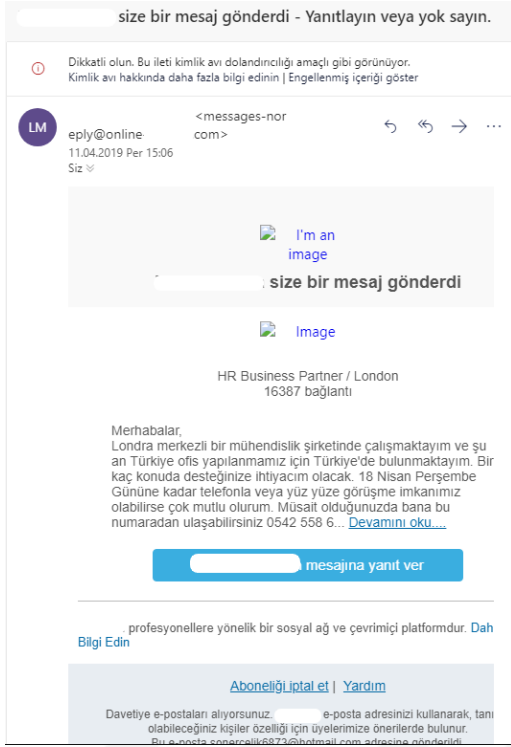 size bir mesaj gönderdi - Yanıtlayın veya yok sayın.
Dikkatli olun. Bu ileti kimlik avı dolandırıcılığı amaçlı gibi görünüyor.
Kimlik avı hakkında daha fazla bilgi edinin | Engellenmiş içeriği göster
LM
<messages-nor
eply@online com>
11.04.2019 Per 15:06
Siz
I'm an
image
size bir mesaj gönderdi
Image
HR Business Partner / London
16387 bağlantı
Merhabalar,
Londra merkezli bir mühendislik şirketinde çalışmaktayım ve şu
an Türkiye ofis yapılanmamız için Türkiye'de bulunmaktayım. Bir
kaç konuda desteğinize ihtiyacım olacak. 18 Nisan Perşembe
Gününe kadar telefonla veya yüz yüze görüşme imkanımız
olabilirse çok mutlu olurum. Müsait olduğunuzda bana bu
numaradan ulaşabilirsiniz 0542 558 6... Devamını oku....
mesajına yanıt ver
. profesyonellere yönelik bir sosyal ağ ve çevrimiçi platformdur. Dah
Bilgi Edin
Aboneliği iptal et | Yardım
Davetiye e-postaları alıyorsunuz. e-posta adresinizi kullanarak, tanı
olabileceğiniz kişiler özelliği için üyelerimize önerilerde bulunur.
Bu e-posta sonercelik6873@hotmail.com adresine gönderildi.